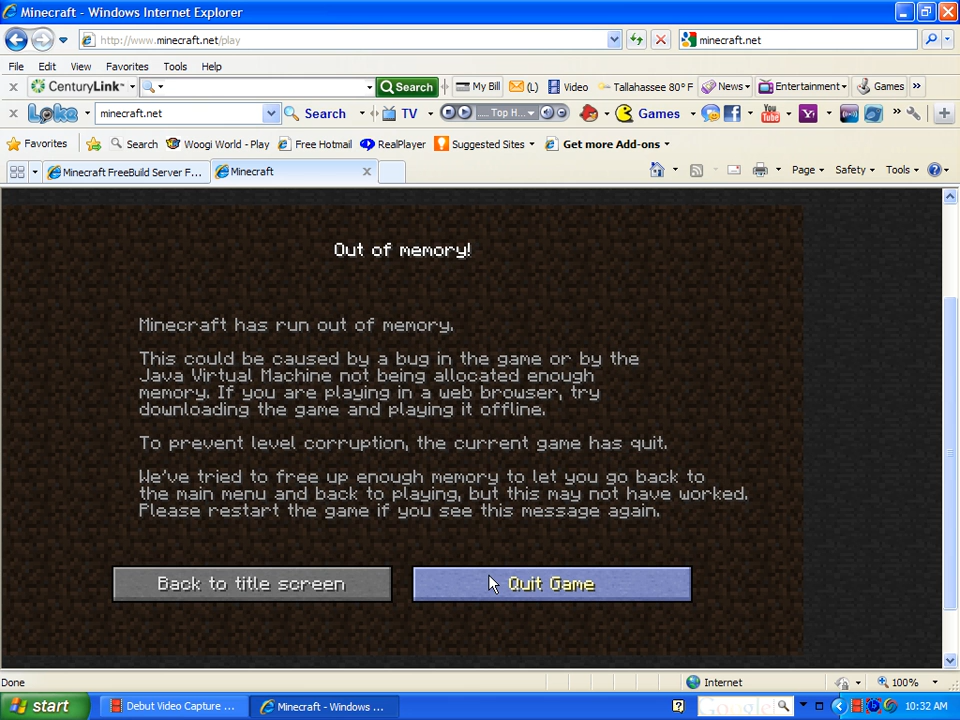 Minecraft - Windows Internet Explorer
http://www.minecraft.net/play
minecraft.net
File Edit View Favorites Tools Help
CenturyLink Search My Bill (L) Video Tallahassee 80° F News Entertainment Games »
Loka minecraft.net Search TV ..... Top H... Games You Tube Y! »
Favorites Search Woogi World - Play Free Hotmail RealPlayer Suggested Sites Get more Add-ons
Minecraft FreeBuild Server F... Minecraft Page Safety Tools
Out of memory!
Minecraft has run out of memory.
This could be caused by a bug in the game or by the
Java Virtual Machine not being allocated enough
memory. If you are playing in a web browser, try
downloading the game and playing it offline.
To prevent level corruption, the current game has quit.
We've tried to free up enough memory to let you go back to
the main menu and back to playing, but this may not have worked.
Please restart the game if you see this message again.
Back to title screen Quit Game
Done Internet 100%
start Debut Video Capture ... Minecraft - Windows ... Google 10:32 AM